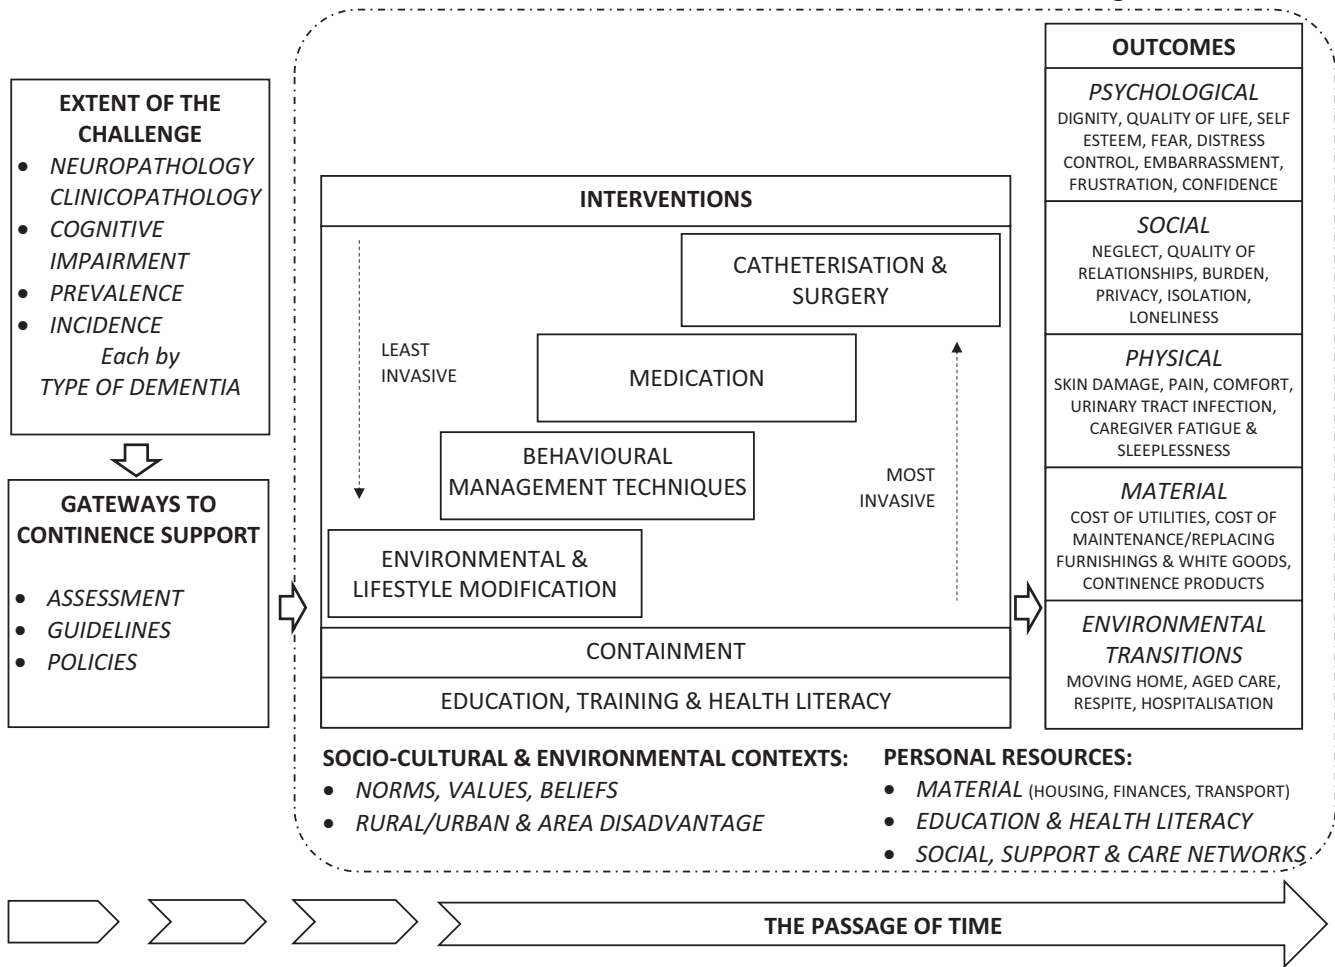 EXTENT OF THE
CHALLENGE
• NEUROPATHOLOGY
CLINICOPATHOLOGY
• COGNITIVE
IMPAIRMENT
• PREVALENCE
• INCIDENCE
Each by
TYPE OF DEMENTIA
GATEWAYS TO
CONTINENCE SUPPORT
• ASSESSMENT
• GUIDELINES
• POLICIES
INTERVENTIONS
LEAST
INVASIVE
CATHETERISATION &
SURGERY
MEDICATION
BEHAVIOURAL
MANAGEMENT TECHNIQUES
MOST
INVASIVE
ENVIRONMENTAL &
LIFESTYLE MODIFICATION
CONTAINMENT
EDUCATION, TRAINING & HEALTH LITERACY
OUTCOMES
PSYCHOLOGICAL
DIGNITY, QUALITY OF LIFE, SELF
ESTEEM, FEAR, DISTRESS
CONTROL, EMBARRASSMENT,
FRUSTRATION, CONFIDENCE
SOCIAL
NEGLECT, QUALITY OF
RELATIONSHIPS, BURDEN,
PRIVACY, ISOLATION,
LONELINESS
PHYSICAL
SKIN DAMAGE, PAIN, COMFORT,
URINARY TRACT INFECTION,
CAREGIVER FATIGUE &
SLEEPLESSNESS
MATERIAL
COST OF UTILITIES, COST OF
MAINTENANCE/REPLACING
FURNISHINGS & WHITE GOODS,
CONTINENCE PRODUCTS
ENVIRONMENTAL
TRANSITIONS
MOVING HOME, AGED CARE,
RESPITE, HOSPITALISATION
SOCIO-CULTURAL & ENVIRONMENTAL CONTEXTS:
• NORMS, VALUES, BELIEFS
• RURAL/URBAN & AREA DISADVANTAGE
PERSONAL RESOURCES:
• MATERIAL (HOUSING, FINANCES, TRANSPORT)
• EDUCATION & HEALTH LITERACY
• SOCIAL, SUPPORT & CARE NETWORKS
THE PASSAGE OF TIME